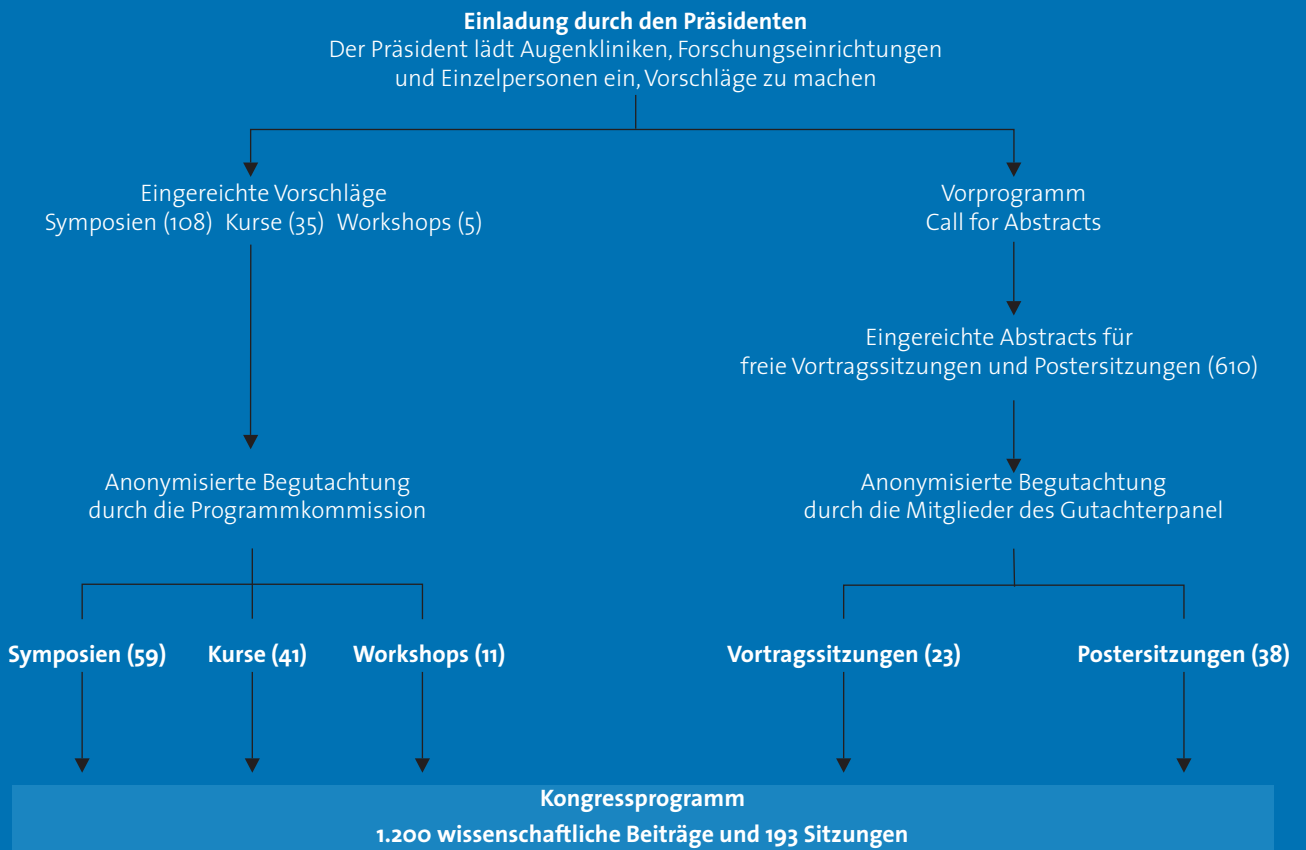 Einladung durch den Präsidenten
Der Präsident lädt Augenkliniken, Forschungseinrichtungen
und Einzelpersonen ein, Vorschläge zu machen
Eingereichte Vorschläge
Symposien (108) Kurse (35) Workshops (5)
Vorprogramm
Call for Abstracts
Eingereichte Abstracts für
freie Vortragssitzungen und Postersitzungen (610)
Anonymisierte Begutachtung
durch die Programmkommission
Anonymisierte Begutachtung
durch die Mitglieder des Gutachterpanel
Symposien (59) Kurse (41) Workshops (11) Vortragssitzungen (23) Postersitzungen (38)
Kongressprogramm
1.200 wissenschaftliche Beiträge und 193 Sitzungen